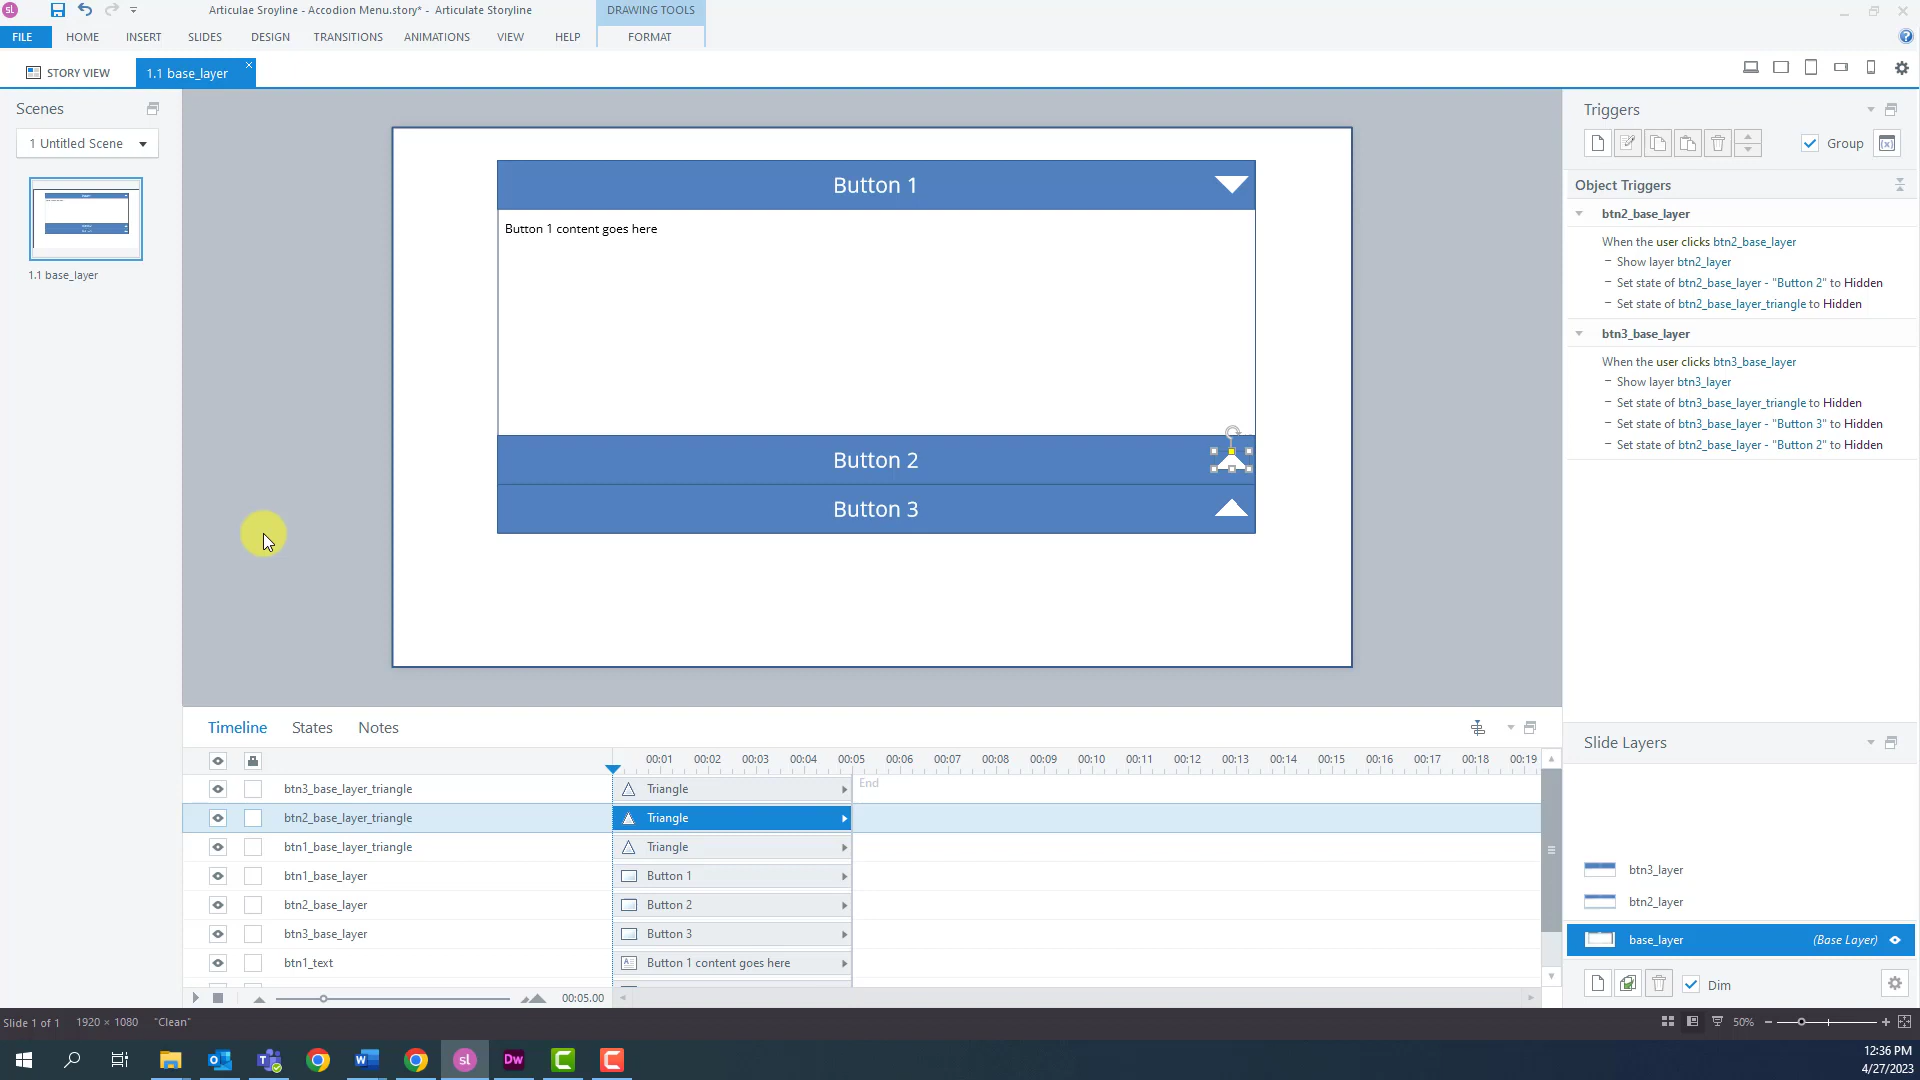 sl
Articulae Sroyline - Accodion Menu.story* - Articulate Storyline
DRAWING TOOLS
FILE HOME INSERT SLIDES DESIGN TRANSITIONS ANIMATIONS VIEW HELP FORMAT
STORY VIEW
1.1 base_layer
Scenes
1 Untitled Scene
1.1 base_layer
Button 1
Button 1 content goes here
Button 2
Button 3
Triggers
Group
Object Triggers
btn2_base_layer
When the user clicks btn2_base_layer
- Show layer btn2_layer
- Set state of btn2_base_layer - "Button 2" to Hidden
- Set state of btn2_base_layer_triangle to Hidden
btn3_base_layer
When the user clicks btn3_base_layer
- Show layer btn3_layer
- Set state of btn3_base_layer_triangle to Hidden
- Set state of btn3_base_layer - "Button 3" to Hidden
- Set state of btn2_base_layer - "Button 2" to Hidden
Timeline States Notes
00:01 00:02 00:03 00:04 00:05 00:06 00:07 00:08 00:09 00:10 00:11 00:12 00:13 00:14 00:15 00:16 00:17 00:18 00:19
End
btn3_base_layer_triangle Triangle
btn2_base_layer_triangle Triangle
btn1_base_layer_triangle Triangle
btn1_base_layer Button 1
btn2_base_layer Button 2
btn3_base_layer Button 3
btn1_text Button 1 content goes here
00:05.00
Slide Layers
btn3_layer
btn2_layer
base_layer (Base Layer)
Dim
Slide 1 of 1 1920 × 1080 "Clean"
50%
sl
Dw
12:36 PM
4/27/2023